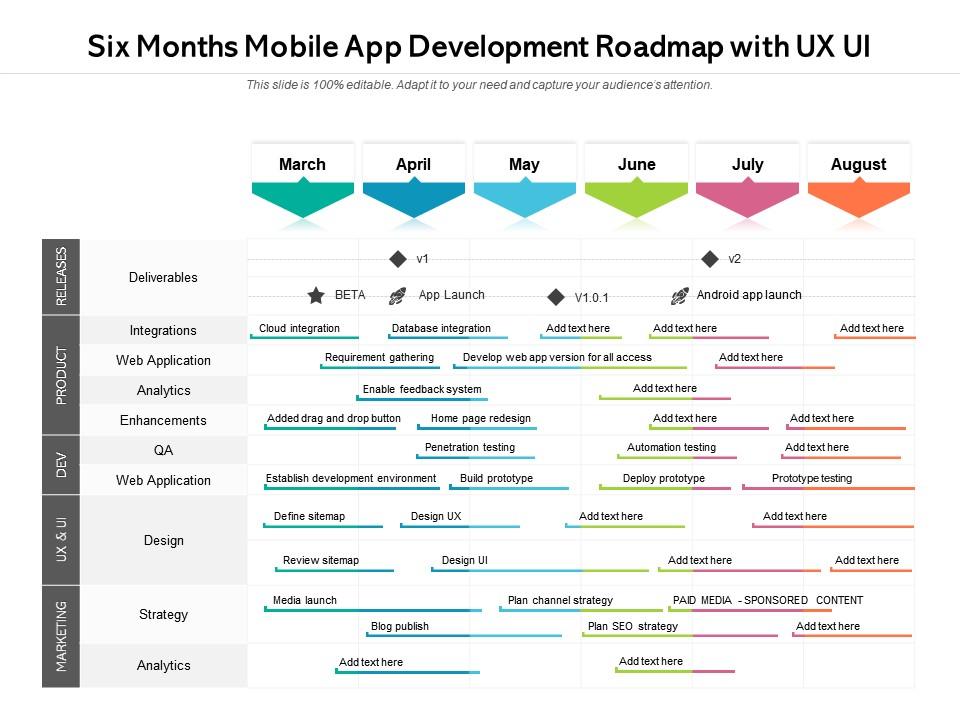 Six Months Mobile App Development Roadmap with UX UI
This slide is 100% editable. Adapt it to your need and capture your audience's attention.
March April May June July August
RELEASES
Deliverables
v1 v2
BETA App Launch V1.0.1 Android app launch
PRODUCT
Integrations Cloud integration Database integration Add text here Add text here Add text here
Web Application Requirement gathering Develop web app version for all access Add text here
Analytics Enable feedback system Add text here
Enhancements Added drag and drop button Home page redesign Add text here Add text here
DEV
QA Penetration testing Automation testing Add text here
Web Application Establish development environment Build prototype Deploy prototype Prototype testing
UX & UI
Design
Define sitemap Design UX Add text here Add text here
Review sitemap Design UI Add text here Add text here
MARKETING
Strategy
Media launch Plan channel strategy PAID MEDIA - SPONSORED CONTENT
Blog publish Plan SEO strategy Add text here
Analytics Add text here Add text here